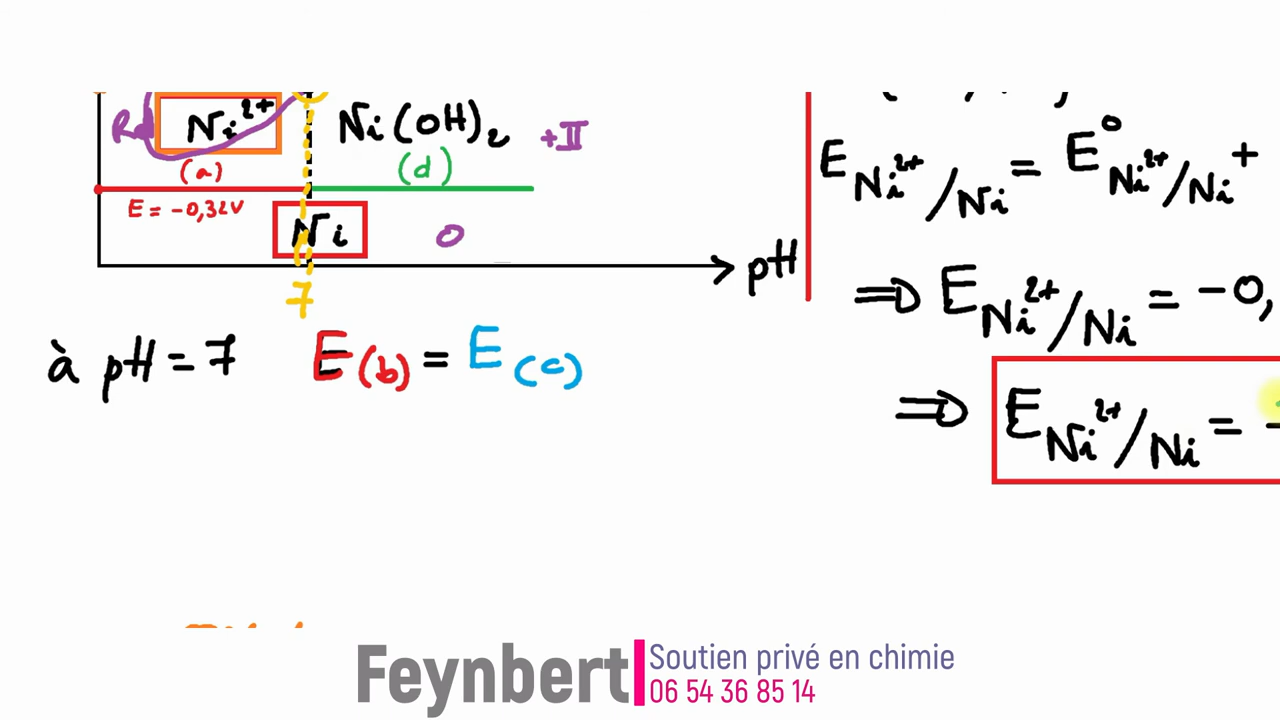 Ni²⁺ Ni(OH)₂ +II
(a) (d)
E = -0,32V
Ni 0
pH
7
à pH = 7 E(b) = E(c)
E Ni²⁺/Ni = E⁰ Ni²⁺/Ni +
⇒ E Ni²⁺/Ni = -0,
⇒ E Ni²⁺/Ni = -
Feynbert
Soutien privé en chimie
06 54 36 85 14